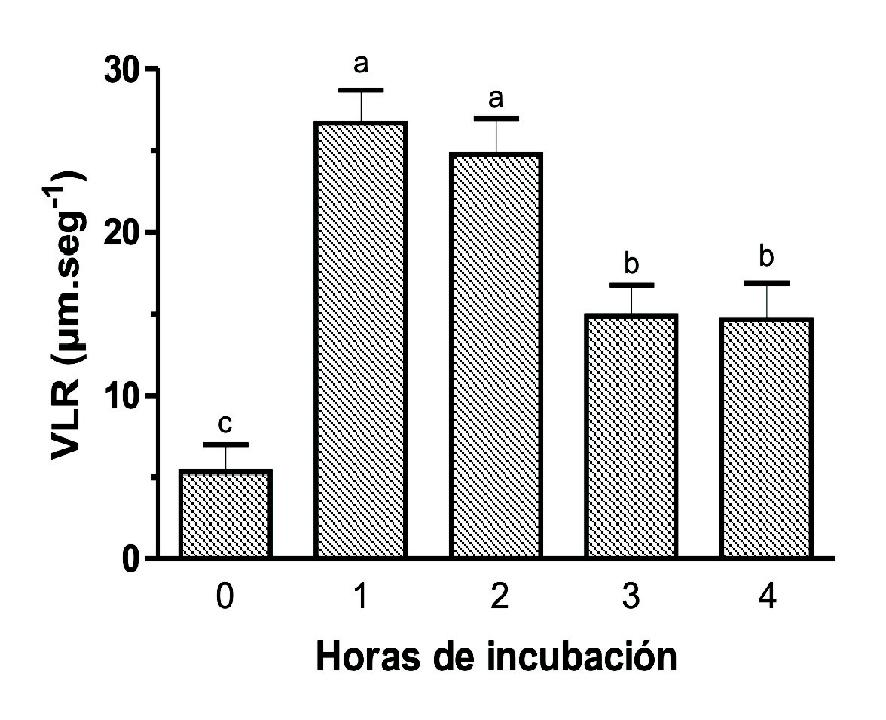 30
20
10
0
VLR (µm.seg⁻¹)
c
a
a
b
b
0 1 2 3 4
Horas de incubación